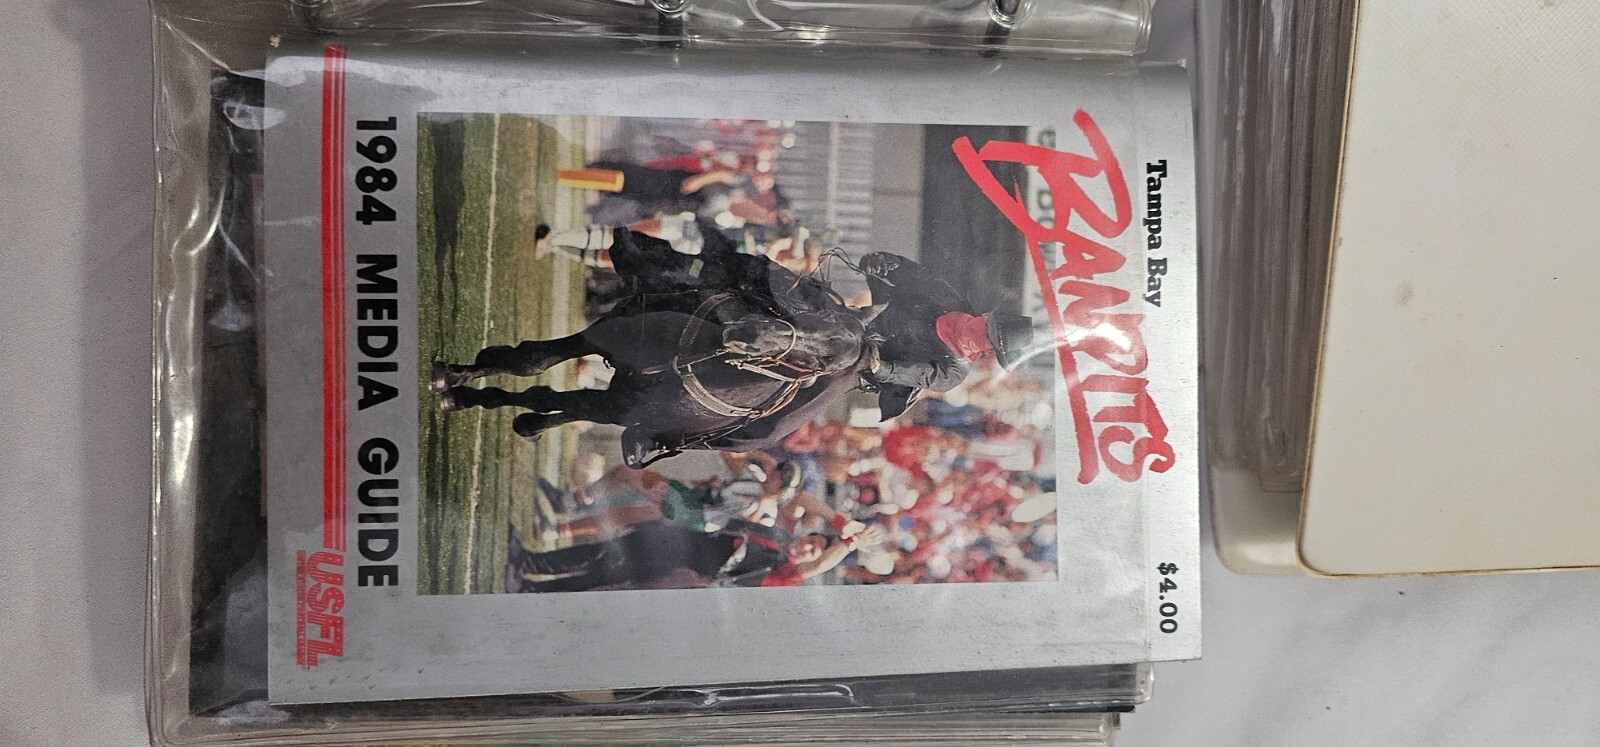 Tampa Bay
BANDITS
$4.00
1984 MEDIA GUIDE
USFL